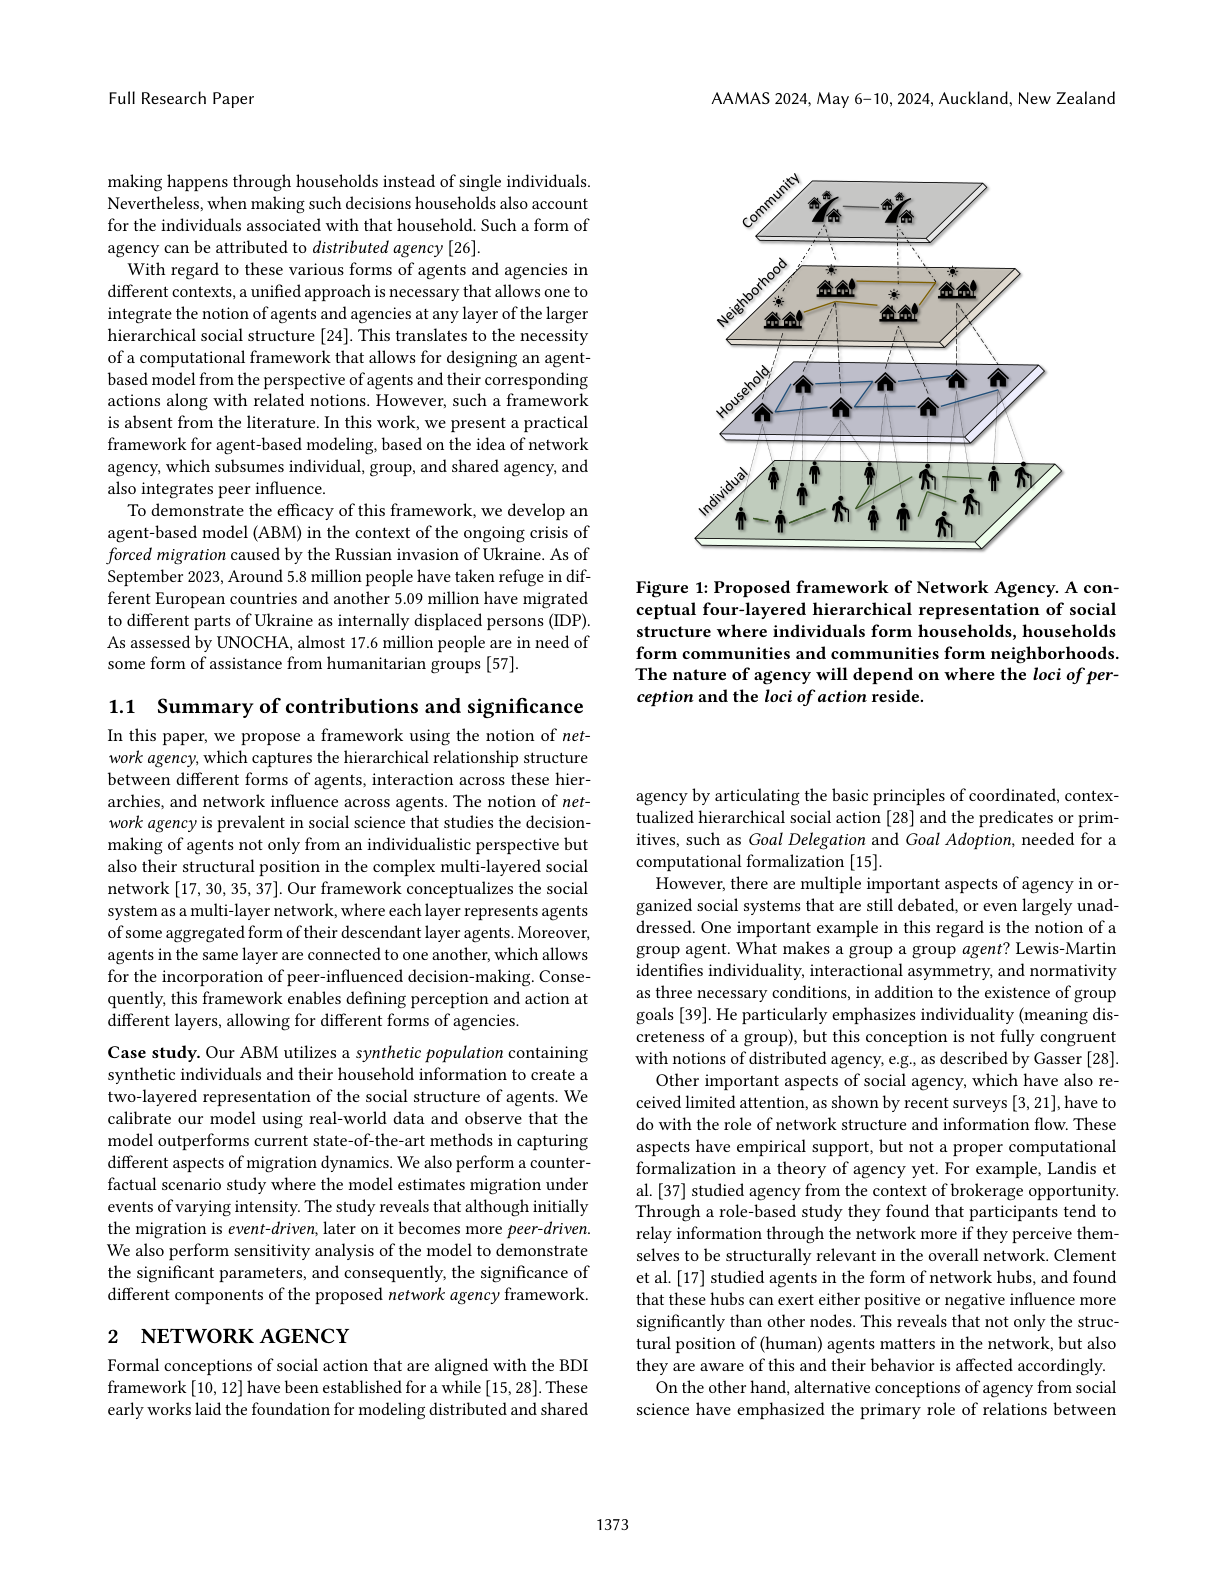 Full Research Paper
AAMAS 2024, May 6–10, 2024, Auckland, New Zealand
making happens through households instead of single individuals.
Nevertheless, when making such decisions households also account
for the individuals associated with that household. Such a form of
agency can be attributed to distributed agency [26].
With regard to these various forms of agents and agencies in
different contexts, a unified approach is necessary that allows one to
integrate the notion of agents and agencies at any layer of the larger
hierarchical social structure [24]. This translates to the necessity
of a computational framework that allows for designing an agent-
based model from the perspective of agents and their corresponding
actions along with related notions. However, such a framework
is absent from the literature. In this work, we present a practical
framework for agent-based modeling, based on the idea of network
agency, which subsumes individual, group, and shared agency, and
also integrates peer influence.
To demonstrate the efficacy of this framework, we develop an
agent-based model (ABM) in the context of the ongoing crisis of
forced migration caused by the Russian invasion of Ukraine. As of
September 2023, Around 5.8 million people have taken refuge in dif-
ferent European countries and another 5.09 million have migrated
to different parts of Ukraine as internally displaced persons (IDP).
As assessed by UNOCHA, almost 17.6 million people are in need of
some form of assistance from humanitarian groups [57].
1.1 Summary of contributions and significance
In this paper, we propose a framework using the notion of net-
work agency, which captures the hierarchical relationship structure
between different forms of agents, interaction across these hier-
archies, and network influence across agents. The notion of net-
work agency is prevalent in social science that studies the decision-
making of agents not only from an individualistic perspective but
also their structural position in the complex multi-layered social
network [17, 30, 35, 37]. Our framework conceptualizes the social
system as a multi-layer network, where each layer represents agents
of some aggregated form of their descendant layer agents. Moreover,
agents in the same layer are connected to one another, which allows
for the incorporation of peer-influenced decision-making. Conse-
quently, this framework enables defining perception and action at
different layers, allowing for different forms of agencies.
Case study. Our ABM utilizes a synthetic population containing
synthetic individuals and their household information to create a
two-layered representation of the social structure of agents. We
calibrate our model using real-world data and observe that the
model outperforms current state-of-the-art methods in capturing
different aspects of migration dynamics. We also perform a counter-
factual scenario study where the model estimates migration under
events of varying intensity. The study reveals that although initially
the migration is event-driven, later on it becomes more peer-driven.
We also perform sensitivity analysis of the model to demonstrate
the significant parameters, and consequently, the significance of
different components of the proposed network agency framework.
2 NETWORK AGENCY
Formal conceptions of social action that are aligned with the BDI
framework [10, 12] have been established for a while [15, 28]. These
early works laid the foundation for modeling distributed and shared
Community
Neighborhood
Household
Individual
Figure 1: Proposed framework of Network Agency. A con-
ceptual four-layered hierarchical representation of social
structure where individuals form households, households
form communities and communities form neighborhoods.
The nature of agency will depend on where the loci of per-
ception and the loci of action reside.
agency by articulating the basic principles of coordinated, contex-
tualized hierarchical social action [28] and the predicates or prim-
itives, such as Goal Delegation and Goal Adoption, needed for a
computational formalization [15].
However, there are multiple important aspects of agency in or-
ganized social systems that are still debated, or even largely unad-
dressed. One important example in this regard is the notion of a
group agent. What makes a group a group agent? Lewis-Martin
identifies individuality, interactional asymmetry, and normativity
as three necessary conditions, in addition to the existence of group
goals [39]. He particularly emphasizes individuality (meaning dis-
creteness of a group), but this conception is not fully congruent
with notions of distributed agency, e.g., as described by Gasser [28].
Other important aspects of social agency, which have also re-
ceived limited attention, as shown by recent surveys [3, 21], have to
do with the role of network structure and information flow. These
aspects have empirical support, but not a proper computational
formalization in a theory of agency yet. For example, Landis et
al. [37] studied agency from the context of brokerage opportunity.
Through a role-based study they found that participants tend to
relay information through the network more if they perceive them-
selves to be structurally relevant in the overall network. Clement
et al. [17] studied agents in the form of network hubs, and found
that these hubs can exert either positive or negative influence more
significantly than other nodes. This reveals that not only the struc-
tural position of (human) agents matters in the network, but also
they are aware of this and their behavior is affected accordingly.
On the other hand, alternative conceptions of agency from social
science have emphasized the primary role of relations between
1373